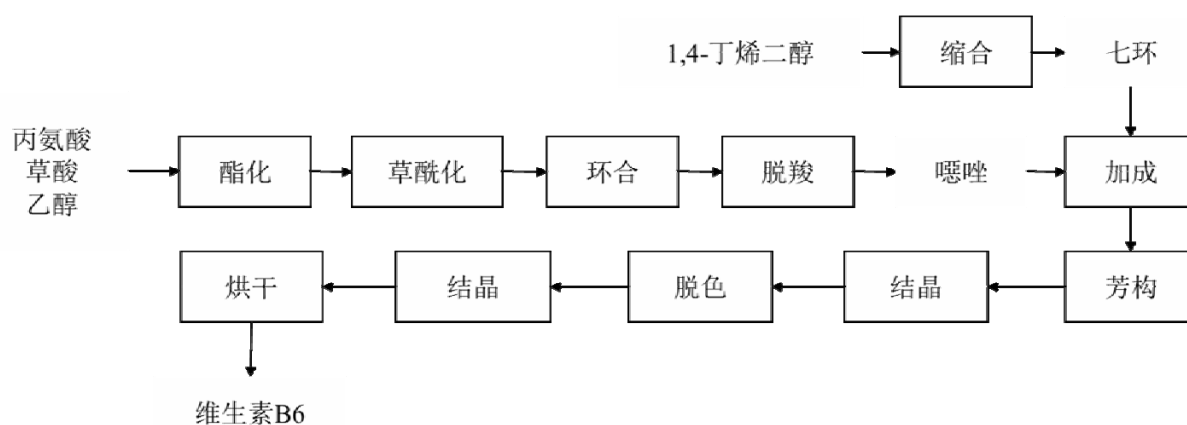 1,4-丁烯二醇
缩合
七环
丙氨酸
草酸
乙醇
酯化
草酰化
环合
脱羧
噁唑
加成
烘干
结晶
脱色
结晶
芳构
维生素B6